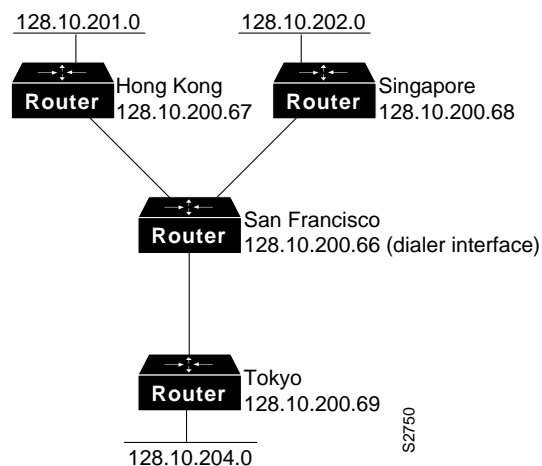 128.10.201.0
128.10.202.0
Router
Hong Kong
128.10.200.67
Router
Singapore
128.10.200.68
Router
San Francisco
128.10.200.66 (dialer interface)
Router
Tokyo
128.10.200.69
128.10.204.0
S2750